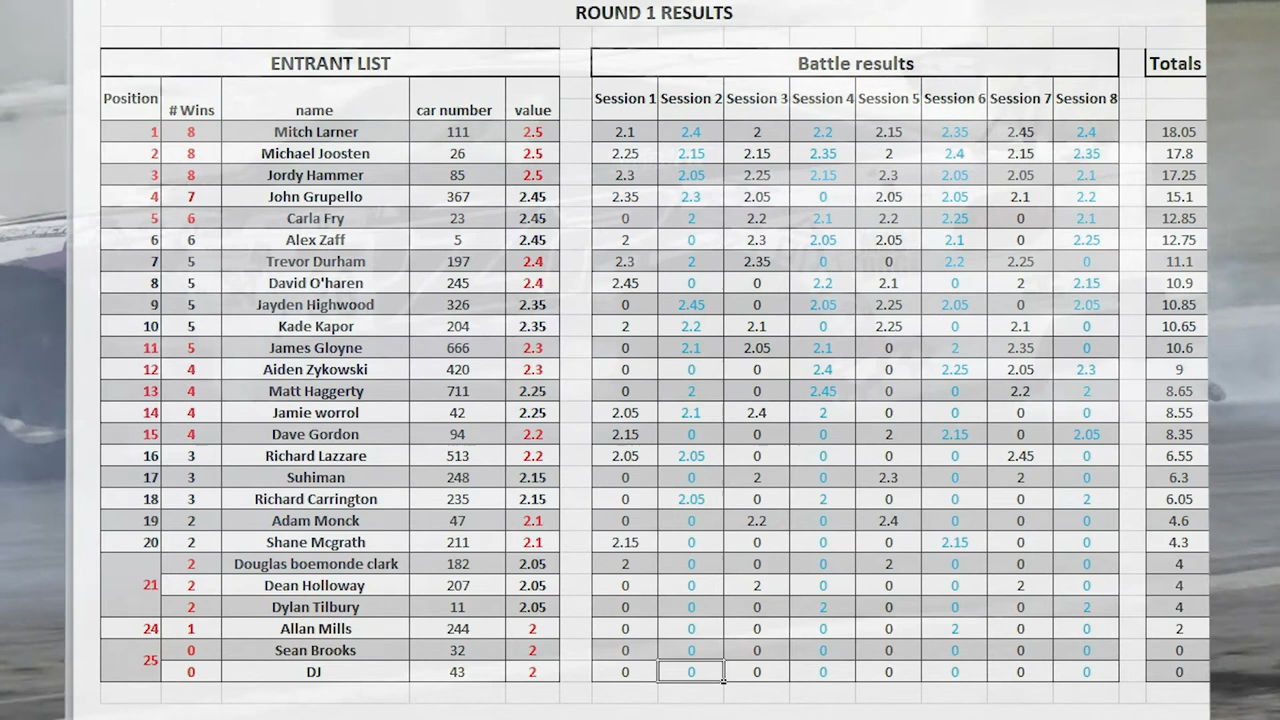 ROUND 1 RESULTS
ENTRANT LIST Battle results Totals
Position # Wins name car number value Session 1 Session 2 Session 3 Session 4 Session 5 Session 6 Session 7 Session 8
1 8 Mitch Larner 111 2.5 2.1 2.4 2 2.2 2.15 2.35 2.45 2.4 18.05
2 8 Michael Joosten 26 2.5 2.25 2.15 2.15 2.35 2 2.4 2.15 2.35 17.8
3 8 Jordy Hammer 85 2.5 2.3 2.05 2.25 2.15 2.3 2.05 2.05 2.1 17.25
4 7 John Grupello 367 2.45 2.35 2.3 2.05 0 2.05 2.05 2.1 2.2 15.1
5 6 Carla Fry 23 2.45 0 2 2.2 2.1 2.2 2.25 0 2.1 12.85
6 6 Alex Zaff 5 2.45 2 0 2.3 2.05 2.05 2.1 0 2.25 12.75
7 5 Trevor Durham 197 2.4 2.3 2 2.35 0 0 2.2 2.25 0 11.1
8 5 David O'haren 245 2.4 2.45 0 0 2.2 2.1 0 2 2.15 10.9
9 5 Jayden Highwood 326 2.35 0 2.45 0 2.05 2.25 2.05 0 2.05 10.85
10 5 Kade Kapor 204 2.35 2 2.2 2.1 0 2.25 0 2.1 0 10.65
11 5 James Gloyne 666 2.3 0 2.1 2.05 2.1 0 2 2.35 0 10.6
12 4 Aiden Zykowski 420 2.3 0 0 0 2.4 0 2.25 2.05 2.3 9
13 4 Matt Haggerty 711 2.25 0 2 0 2.45 0 0 2.2 2 8.65
14 4 Jamie worrol 42 2.25 2.05 2.1 2.4 2 0 0 0 0 8.55
15 4 Dave Gordon 94 2.2 2.15 0 0 0 2 2.15 0 2.05 8.35
16 3 Richard Lazzare 513 2.2 2.05 2.05 0 0 0 0 2.45 0 6.55
17 3 Suhiman 248 2.15 0 0 2 0 2.3 0 2 0 6.3
18 3 Richard Carrington 235 2.15 0 2.05 0 2 0 0 0 2 6.05
19 2 Adam Monck 47 2.1 0 0 2.2 0 2.4 0 0 0 4.6
20 2 Shane Mcgrath 211 2.1 2.15 0 0 0 0 2.15 0 0 4.3
2 Douglas boemonde clark 182 2.05 2 0 0 0 2 0 0 0 4
21 2 Dean Holloway 207 2.05 0 0 2 0 0 0 2 0 4
2 Dylan Tilbury 11 2.05 0 0 0 2 0 0 0 2 4
24 1 Allan Mills 244 2 0 0 0 0 0 2 0 0 2
25 0 Sean Brooks 32 2 0 0 0 0 0 0 0 0 0
0 DJ 43 2 0 0 0 0 0 0 0 0 0